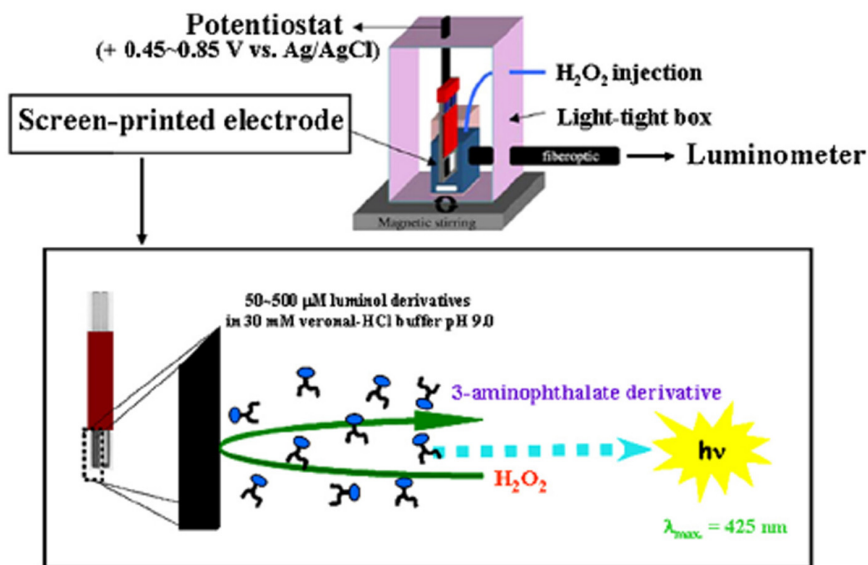 Potentiostat
(+ 0.45~0.85 V vs. Ag/AgCl)
H₂O₂ injection
Screen-printed electrode
Light-tight box
fiberoptic
Luminometer
Magnetic stirring
50~500 µM luminol derivatives
in 30 mM veronal-HCl buffer pH 9.0
3-aminophthalate derivative
hν
H₂O₂
λmax. = 425 nm